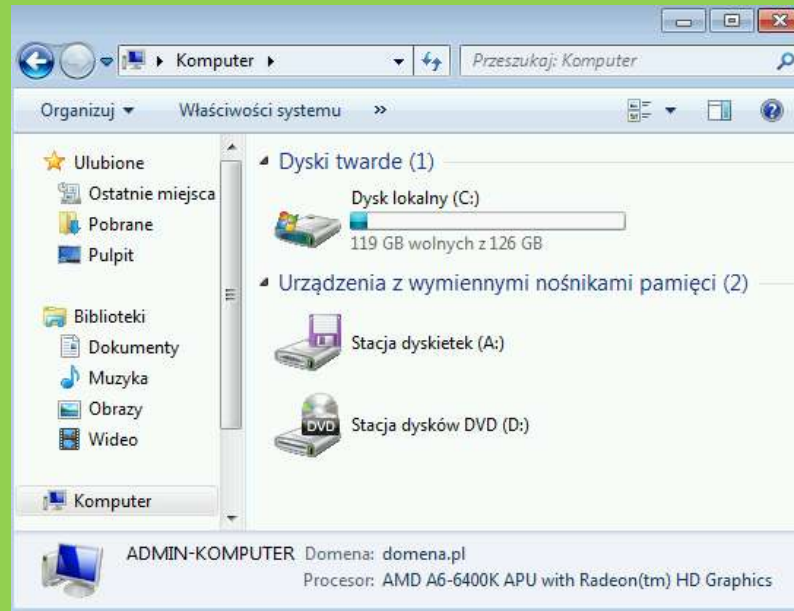 Komputer
Przeszukaj: Komputer
Organizuj Właściwości systemu »
Ulubione
Ostatnie miejsca
Pobrane
Pulpit
Biblioteki
Dokumenty
Muzyka
Obrazy
Wideo
Komputer
Dyski twarde (1)
Dysk lokalny (C:)
119 GB wolnych z 126 GB
Urządzenia z wymiennymi nośnikami pamięci (2)
Stacja dyskietek (A:)
DVD
Stacja dysków DVD (D:)
ADMIN-KOMPUTER Domena: domena.pl
Procesor: AMD A6-6400K APU with Radeon(tm) HD Graphics